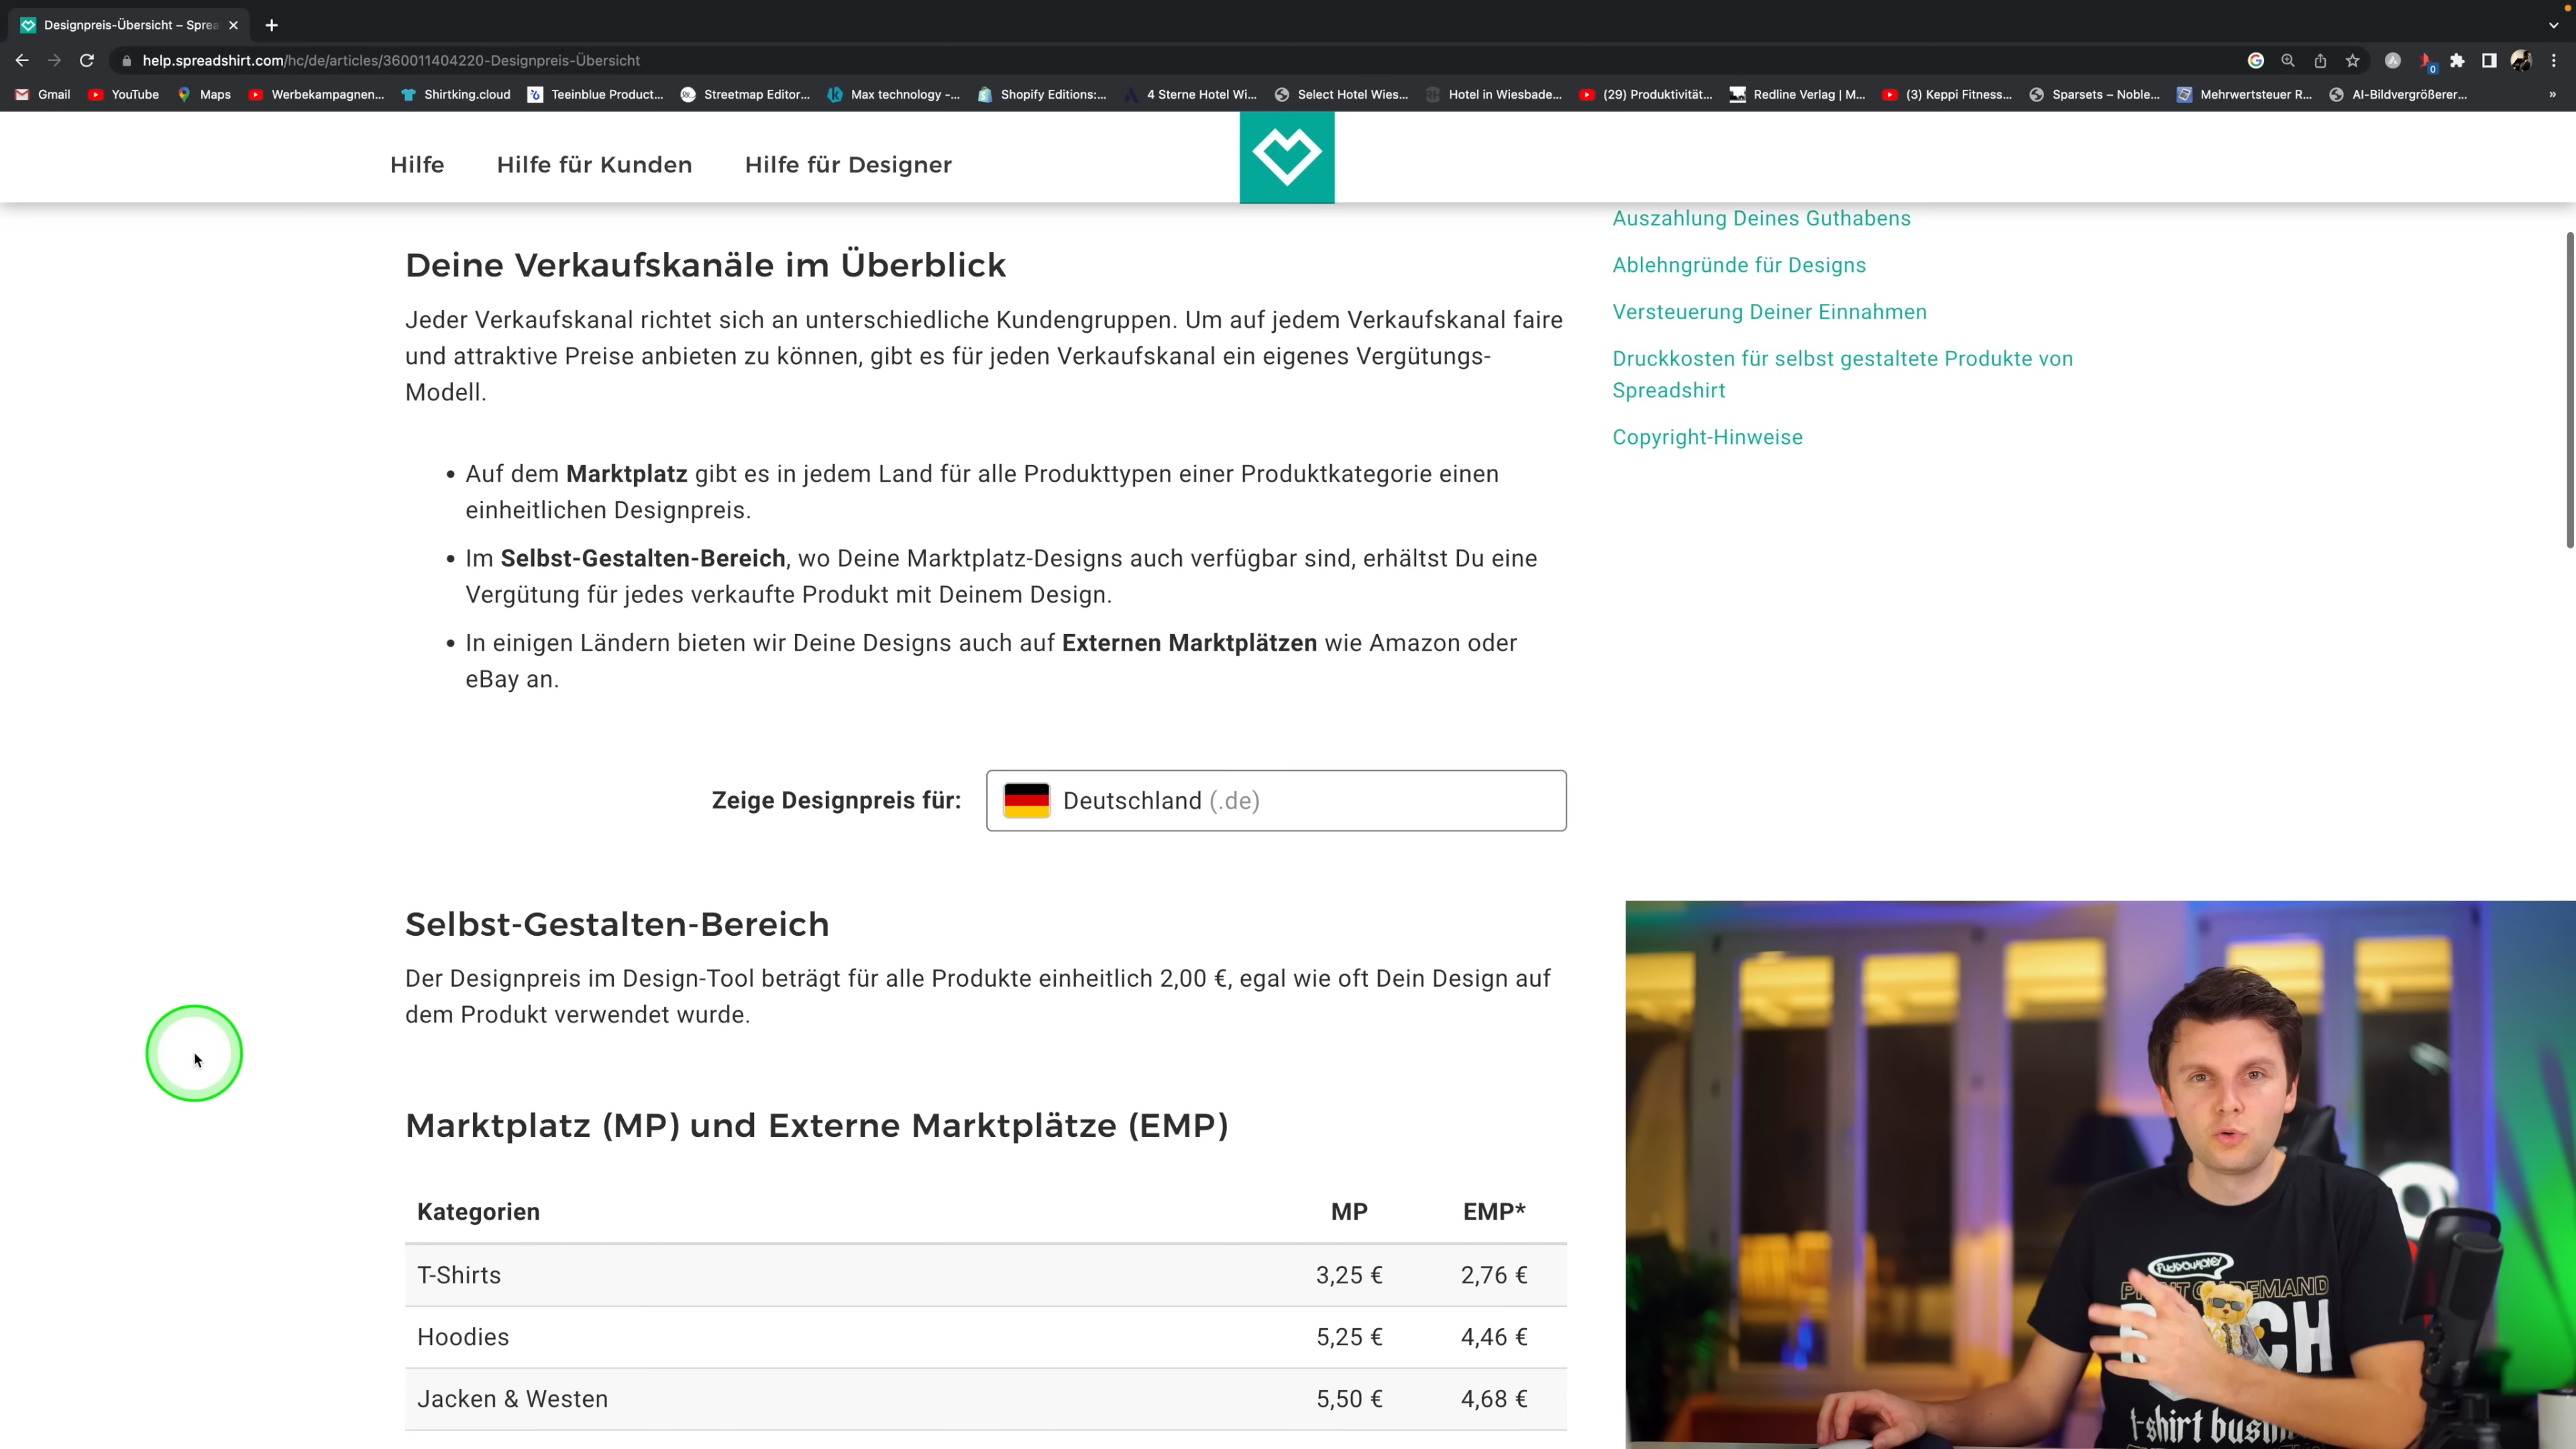 Designpreis-Übersicht – Sprea
help.spreadshirt.com/hc/de/articles/360011404220-Designpreis-Übersicht
0
Gmail YouTube Maps Werbekampagnen... Shirtking.cloud Teeinblue Product... Streetmap Editor... Max technology -... Shopify Editions:... 4 Sterne Hotel Wi... Select Hotel Wies... Hotel in Wiesbade... (29) Produktivität... Redline Verlag | M... (3) Keppi Fitness... Sparsets – Noble... Mehrwertsteuer R... AI-Bildvergrößerer... »
Hilfe Hilfe für Kunden Hilfe für Designer
Deine Verkaufskanäle im Überblick
Jeder Verkaufskanal richtet sich an unterschiedliche Kundengruppen. Um auf jedem Verkaufskanal faire
und attraktive Preise anbieten zu können, gibt es für jeden Verkaufskanal ein eigenes Vergütungs-
Modell.
• Auf dem Marktplatz gibt es in jedem Land für alle Produkttypen einer Produktkategorie einen
einheitlichen Designpreis.
• Im Selbst-Gestalten-Bereich, wo Deine Marktplatz-Designs auch verfügbar sind, erhältst Du eine
Vergütung für jedes verkaufte Produkt mit Deinem Design.
• In einigen Ländern bieten wir Deine Designs auch auf Externen Marktplätzen wie Amazon oder
eBay an.
Zeige Designpreis für: Deutschland (.de)
Selbst-Gestalten-Bereich
Der Designpreis im Design-Tool beträgt für alle Produkte einheitlich 2,00 €, egal wie oft Dein Design auf
dem Produkt verwendet wurde.
Marktplatz (MP) und Externe Marktplätze (EMP)
Kategorien MP EMP*
T-Shirts 3,25 € 2,76 €
Hoodies 5,25 € 4,46 €
Jacken & Westen 5,50 € 4,68 €
Auszahlung Deines Guthabens
Ablehngründe für Designs
Versteuerung Deiner Einnahmen
Druckkosten für selbst gestaltete Produkte von
Spreadshirt
Copyright-Hinweise
t-shirt